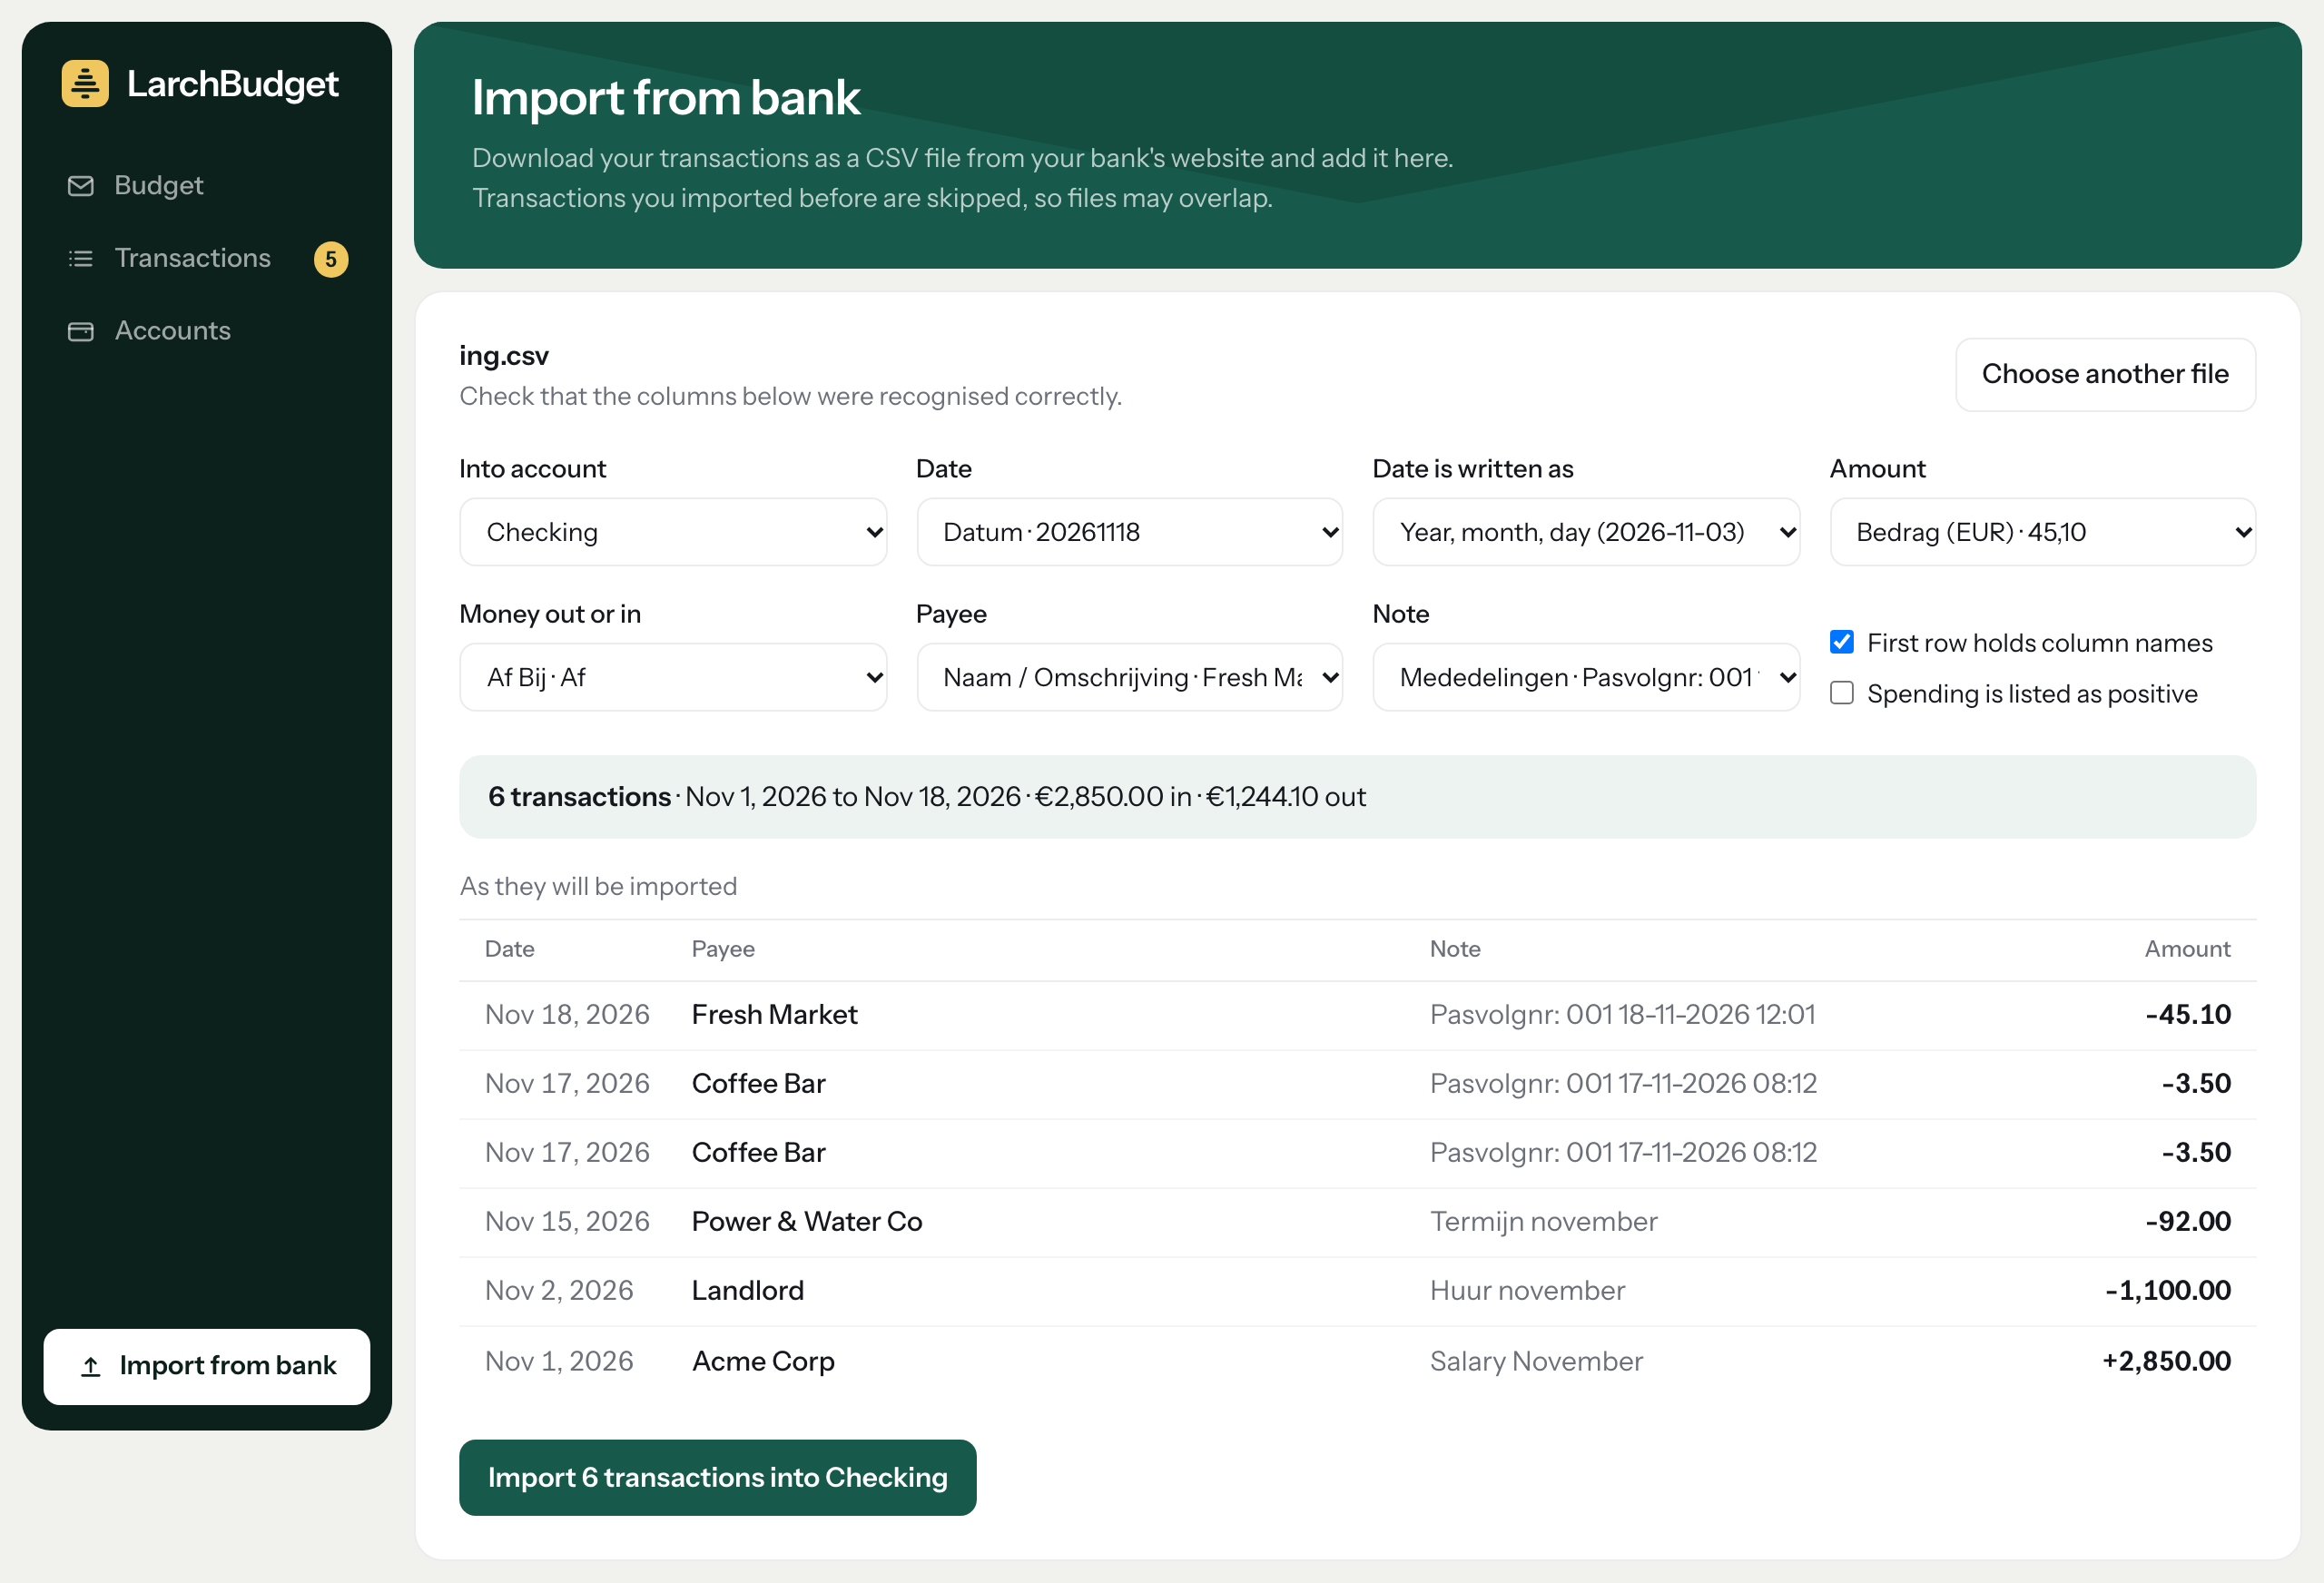 LarchBudget
Budget
Transactions 5
Accounts
Import from bank
Import from bank
Download your transactions as a CSV file from your bank's website and add it here.
Transactions you imported before are skipped, so files may overlap.
ing.csv
Check that the columns below were recognised correctly.
Choose another file
Into account Date Date is written as Amount
Checking Datum · 20261118 Year, month, day (2026-11-03) Bedrag (EUR) · 45,10
Money out or in Payee Note
Af Bij · Af Naam / Omschrijving · Fresh Mededelingen · Pasvolgnr: 001
First row holds column names
Spending is listed as positive
6 transactions · Nov 1, 2026 to Nov 18, 2026 · €2,850.00 in · €1,244.10 out
As they will be imported
Date Payee Note Amount
Nov 18, 2026 Fresh Market Pasvolgnr: 001 18-11-2026 12:01 -45.10
Nov 17, 2026 Coffee Bar Pasvolgnr: 001 17-11-2026 08:12 -3.50
Nov 17, 2026 Coffee Bar Pasvolgnr: 001 17-11-2026 08:12 -3.50
Nov 15, 2026 Power & Water Co Termijn november -92.00
Nov 2, 2026 Landlord Huur november -1,100.00
Nov 1, 2026 Acme Corp Salary November +2,850.00
Import 6 transactions into Checking